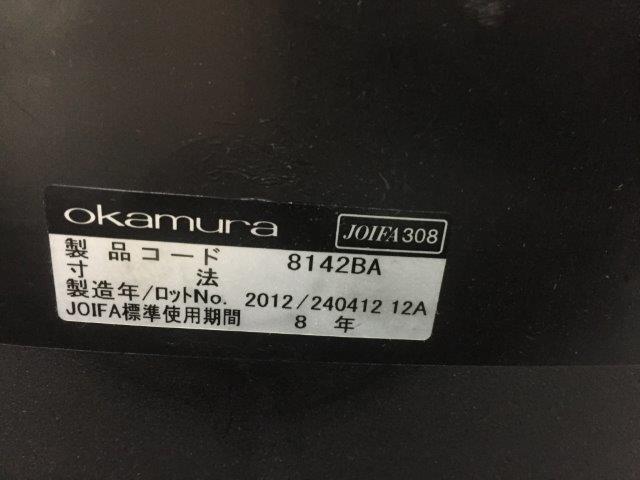 okamura
JOIFA308
製品コード 8142BA
寸法
製造年/ロットNo. 2012/240412 12A
JOIFA標準使用期間 8 年